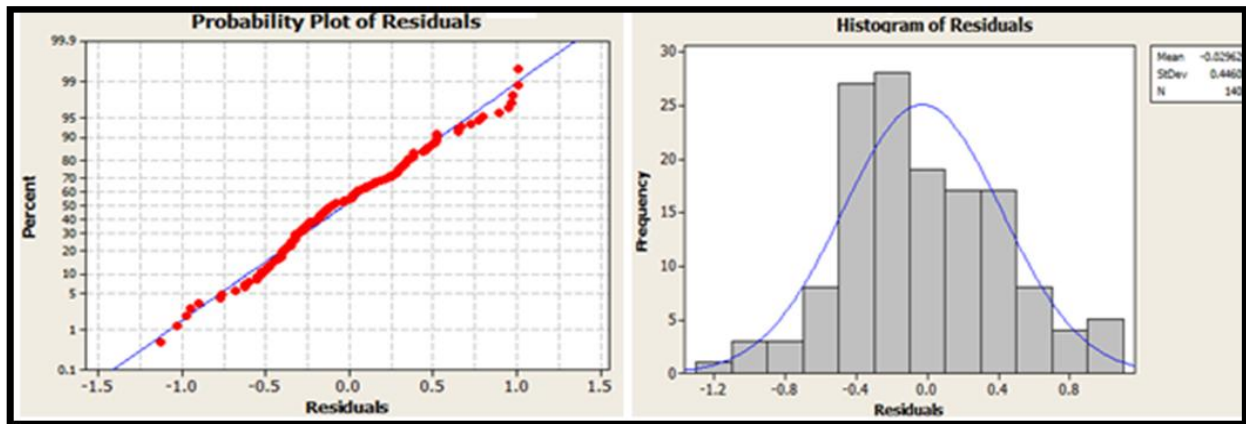 Probability Plot of Residuals
99.9
99
95
90
80
70
60
50
40
30
20
10
5
1
0.1
Percent
-1.5 -1.0 -0.5 0.0 0.5 1.0 1.5
Residuals
Histogram of Residuals
30
25
20
15
10
5
0
Frequency
-1.2 -0.8 -0.4 0.0 0.4 0.8
Residuals
Mean -0.02962
StDev 0.4460
N 140